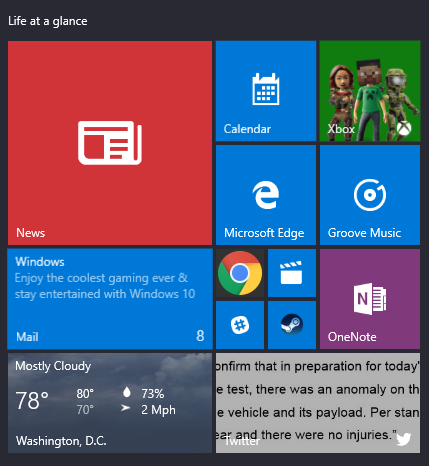 Life at a glance
News
Calendar
Xbox
Microsoft Edge
Groove Music
Windows
Enjoy the coolest gaming ever &
stay entertained with Windows 10
Mail
8
N
OneNote
Mostly Cloudy
78°
80°
70°
73%
2 Mph
Washington, D.C.
onfirm that in preparation for today'
e test, there was an anomaly on th
e vehicle and its payload. Per stan
ear and there were no injuries."
Twitter